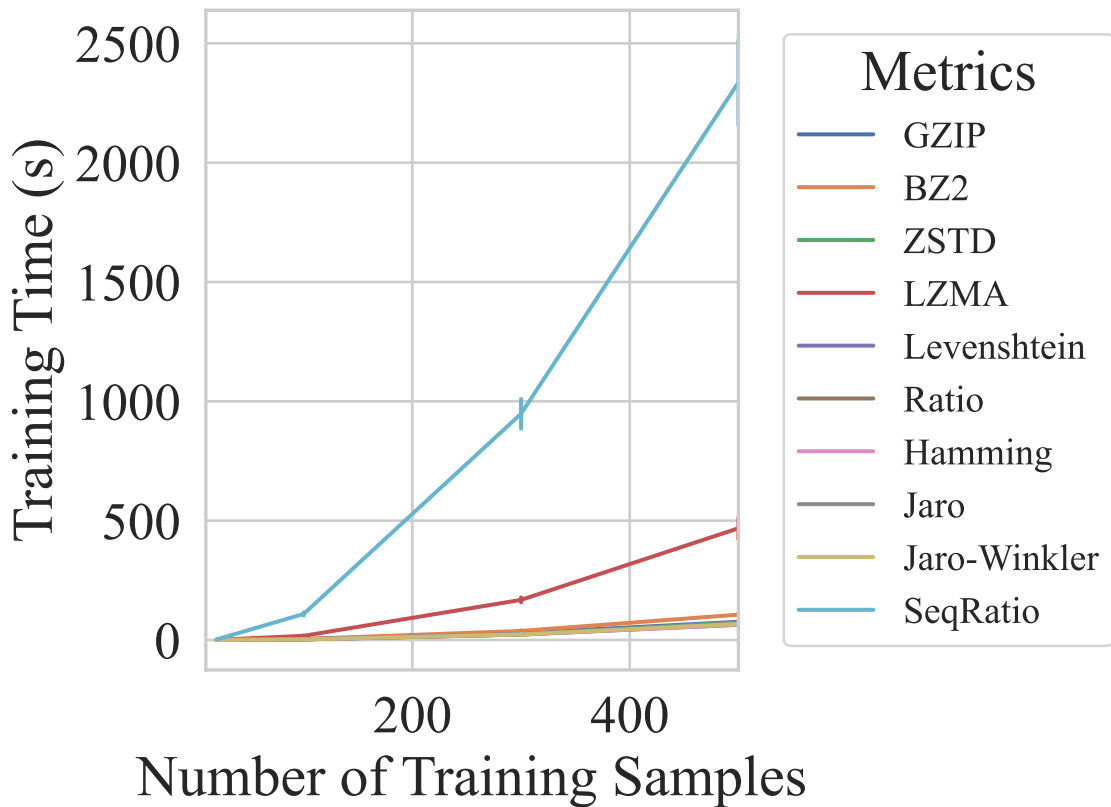 2500
2000
1500
1000
500
0
Training Time (s)
200
400
Number of Training Samples
Metrics
GZIP
BZ2
ZSTD
LZMA
Levenshtein
Ratio
Hamming
Jaro
Jaro-Winkler
SeqRatio